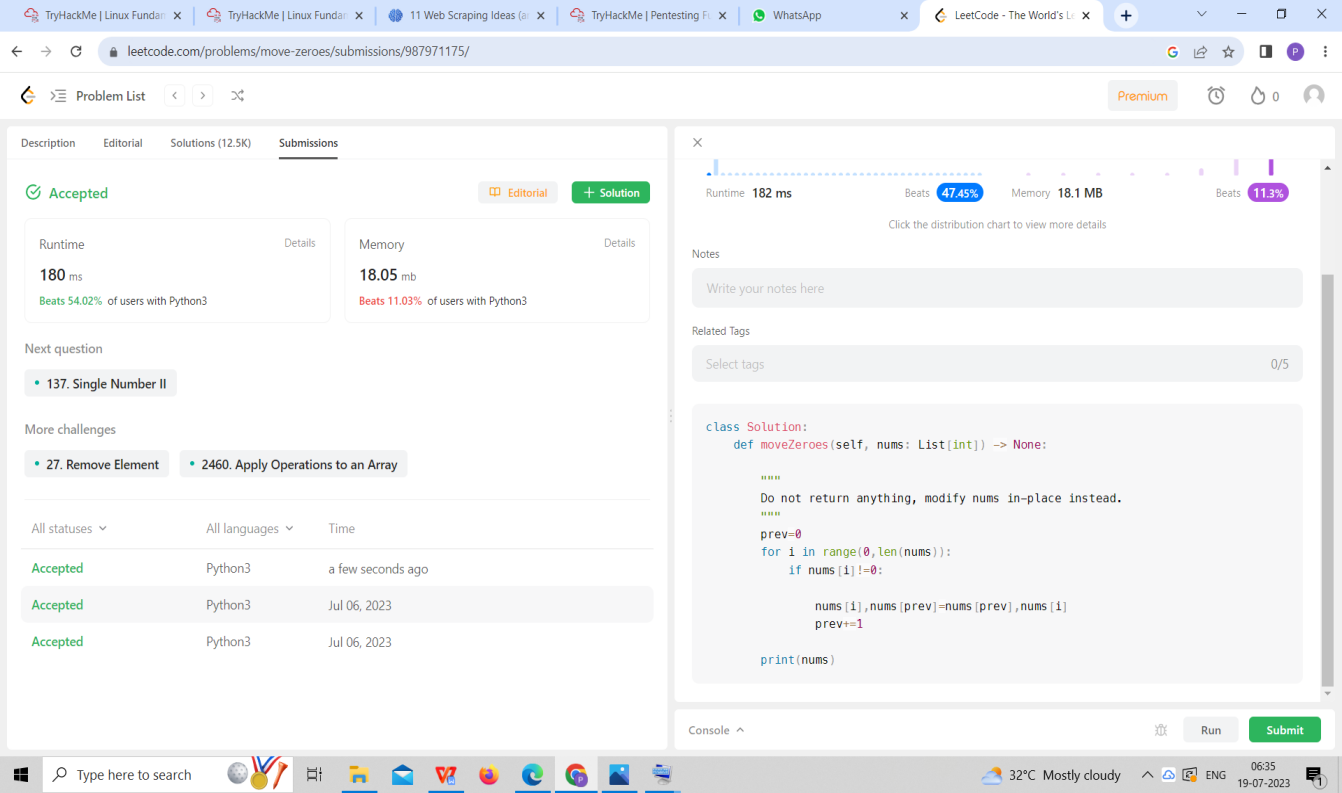 TryHackMe | Linux Fundam
TryHackMe | Linux Fundam
11 Web Scraping Ideas (a
TryHackMe | Pentesting Fu
WhatsApp
LeetCode - The World's Le
leetcode.com/problems/move-zeroes/submissions/987971175/
P
Problem List
Premium
0
Description Editorial Solutions (12.5K) Submissions
Accepted
Editorial
Solution
Runtime Details
180 ms
Beats 54.02% of users with Python3
Memory Details
18.05 mb
Beats 11.03% of users with Python3
Next question
137. Single Number II
More challenges
27. Remove Element
2460. Apply Operations to an Array
All statuses All languages Time
Accepted Python3 a few seconds ago
Accepted Python3 Jul 06, 2023
Accepted Python3 Jul 06, 2023
Runtime 182 ms Beats 47.45% Memory 18.1 MB Beats 11.3%
Click the distribution chart to view more details
Notes
Write your notes here
Related Tags
Select tags 0/5
class Solution:
def moveZeroes(self, nums: List[int]) -> None:
"""
Do not return anything, modify nums in-place instead.
"""
prev=0
for i in range(0,len(nums)):
if nums[i]!=0:
nums[i],nums[prev]=nums[prev],nums[i]
prev+=1
print(nums)
Console Run Submit
Type here to search
P
32°C Mostly cloudy
ENG
06:35
19-07-2023
1